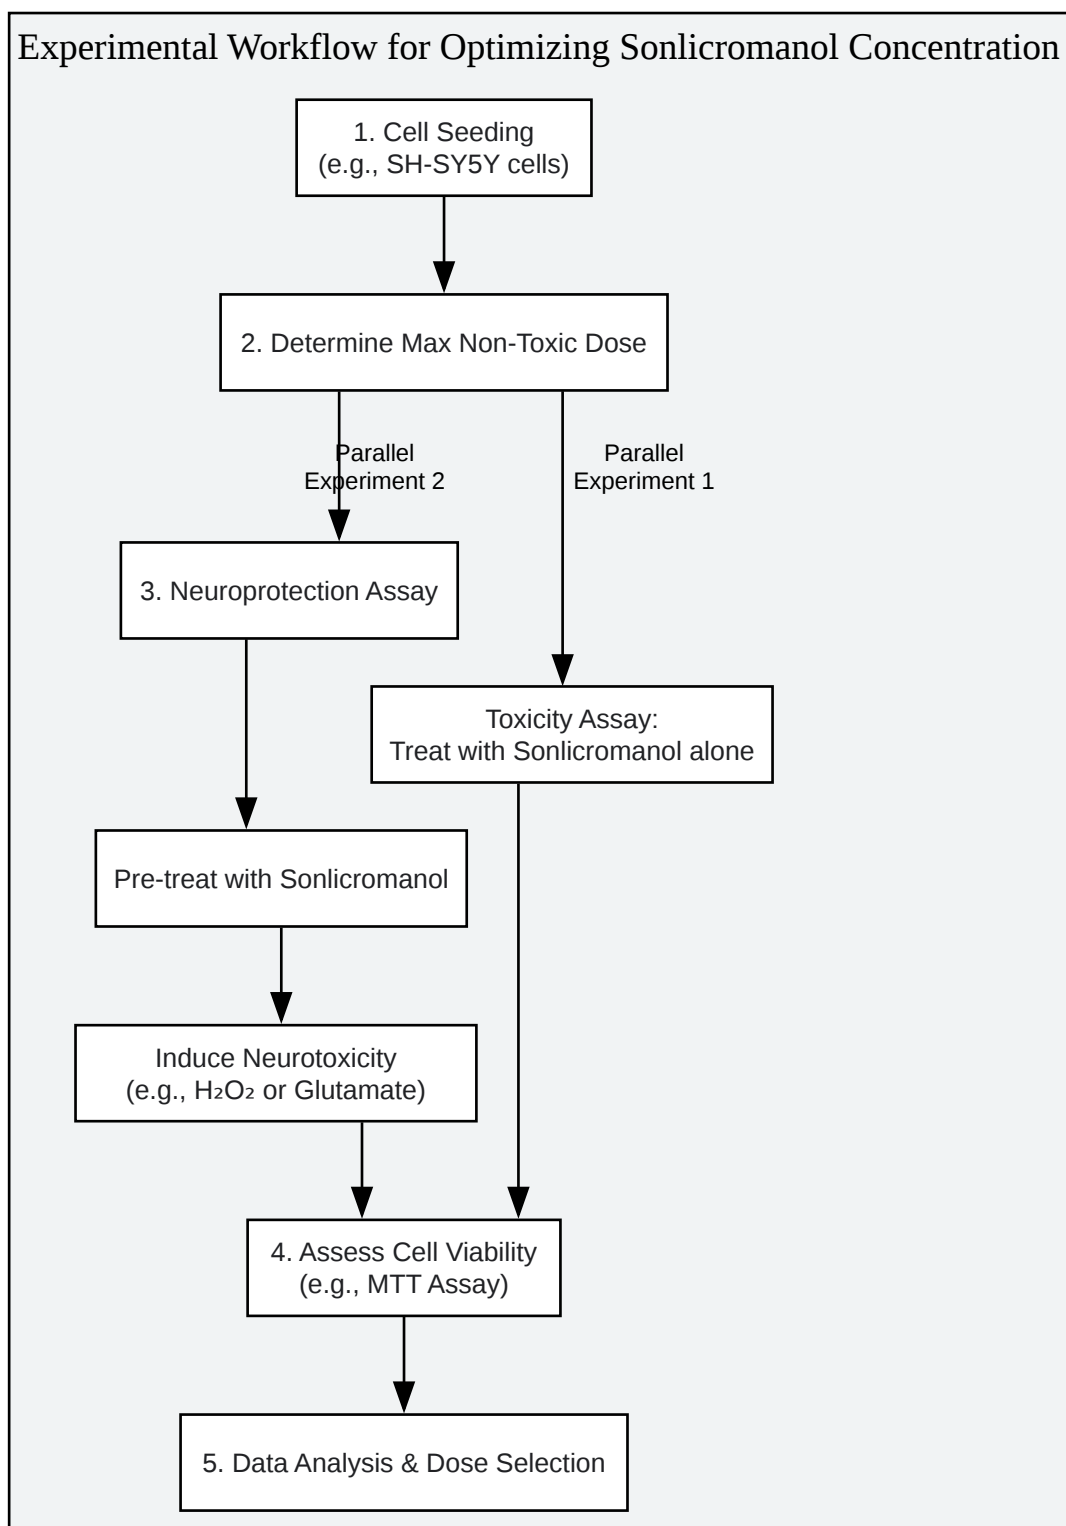 Experimental Workflow for Optimizing Sonlicromanol Concentration
1. Cell Seeding
(e.g., SH-SY5Y cells)
2. Determine Max Non-Toxic Dose
Parallel
Experiment 2
Parallel
Experiment 1
3. Neuroprotection Assay
Toxicity Assay:
Treat with Sonlicromanol alone
Pre-treat with Sonlicromanol
Induce Neurotoxicity
(e.g., H₂O₂ or Glutamate)
4. Assess Cell Viability
(e.g., MTT Assay)
5. Data Analysis & Dose Selection